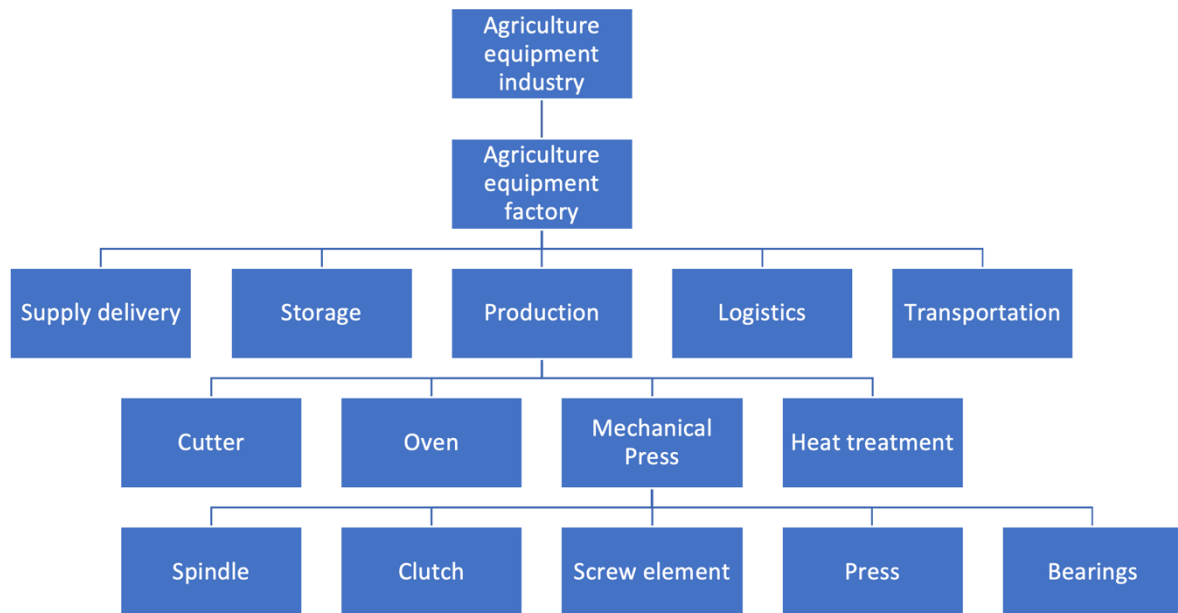 Agriculture
equipment
industry
Agriculture
equipment
factory
Supply delivery
Storage
Production
Logistics
Transportation
Cutter
Oven
Mechanical
Press
Heat treatment
Spindle
Clutch
Screw element
Press
Bearings